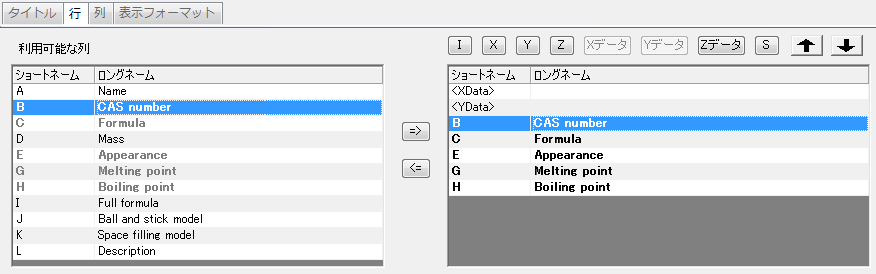 タイトル 行 列 表示フォーマット
利用可能な列
I X Y Z Xデータ Yデータ Zデータ S
ショートネーム ロングネーム
A Name
B CAS number
C Formula
D Mass
E Appearance
G Melting point
H Boiling point
I Full formula
J Ball and stick model
K Space filling model
L Description
=>
<=
ショートネーム ロングネーム
<XData>
<YData>
B CAS number
C Formula
E Appearance
G Melting point
H Boiling point